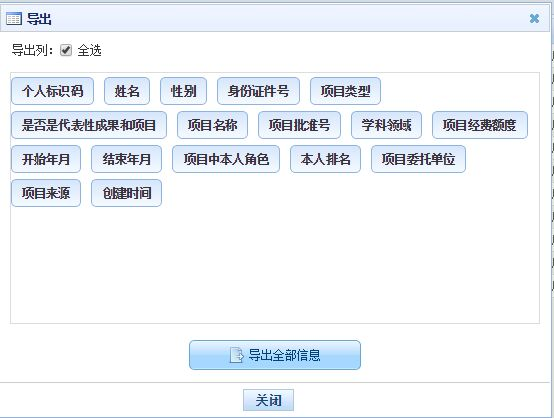 导出
导出列： 全选
个人标识码 姓名 性别 身份证件号 项目类型
是否是代表性成果和项目 项目名称 项目批准号 学科领域 项目经费额度
开始年月 结束年月 项目中本人角色 本人排名 项目委托单位
项目来源 创建时间
导出全部信息
关闭